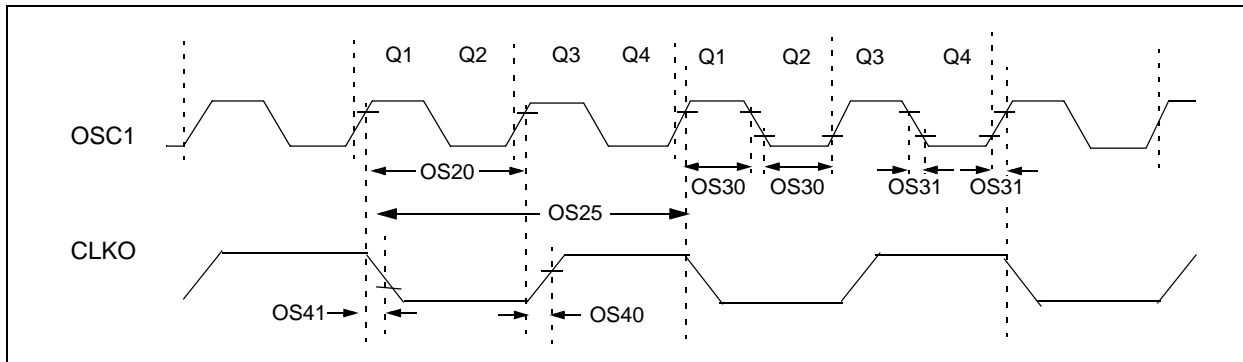 Q1 Q2 Q3 Q4 Q1 Q2 Q3 Q4
OSC1
OS20 OS30 OS30 OS31 OS31
OS25
CLKO
OS41 OS40